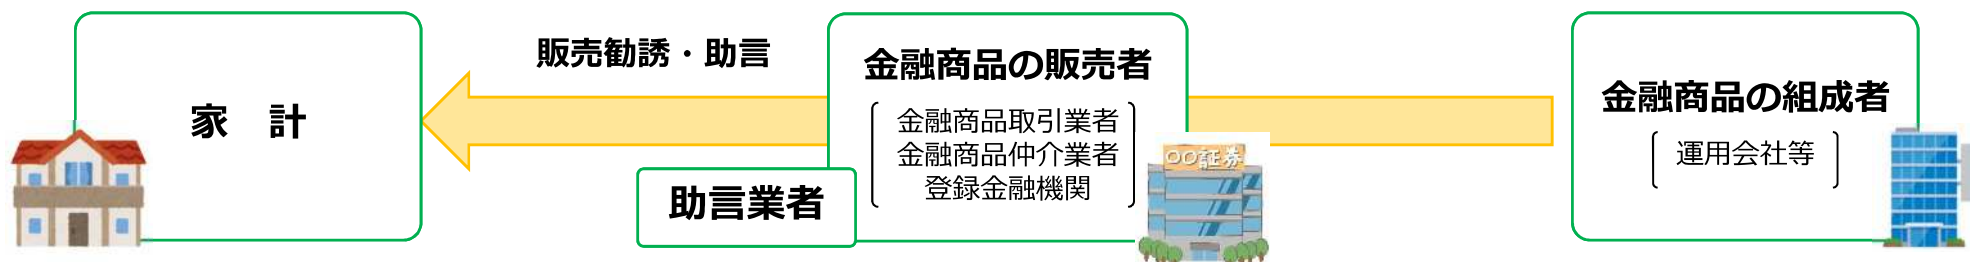 家　計
販売勧誘・助言
金融商品の販売者
金融商品取引業者
金融商品仲介業者
登録金融機関
助言業者
○○証券
金融商品の組成者
運用会社等